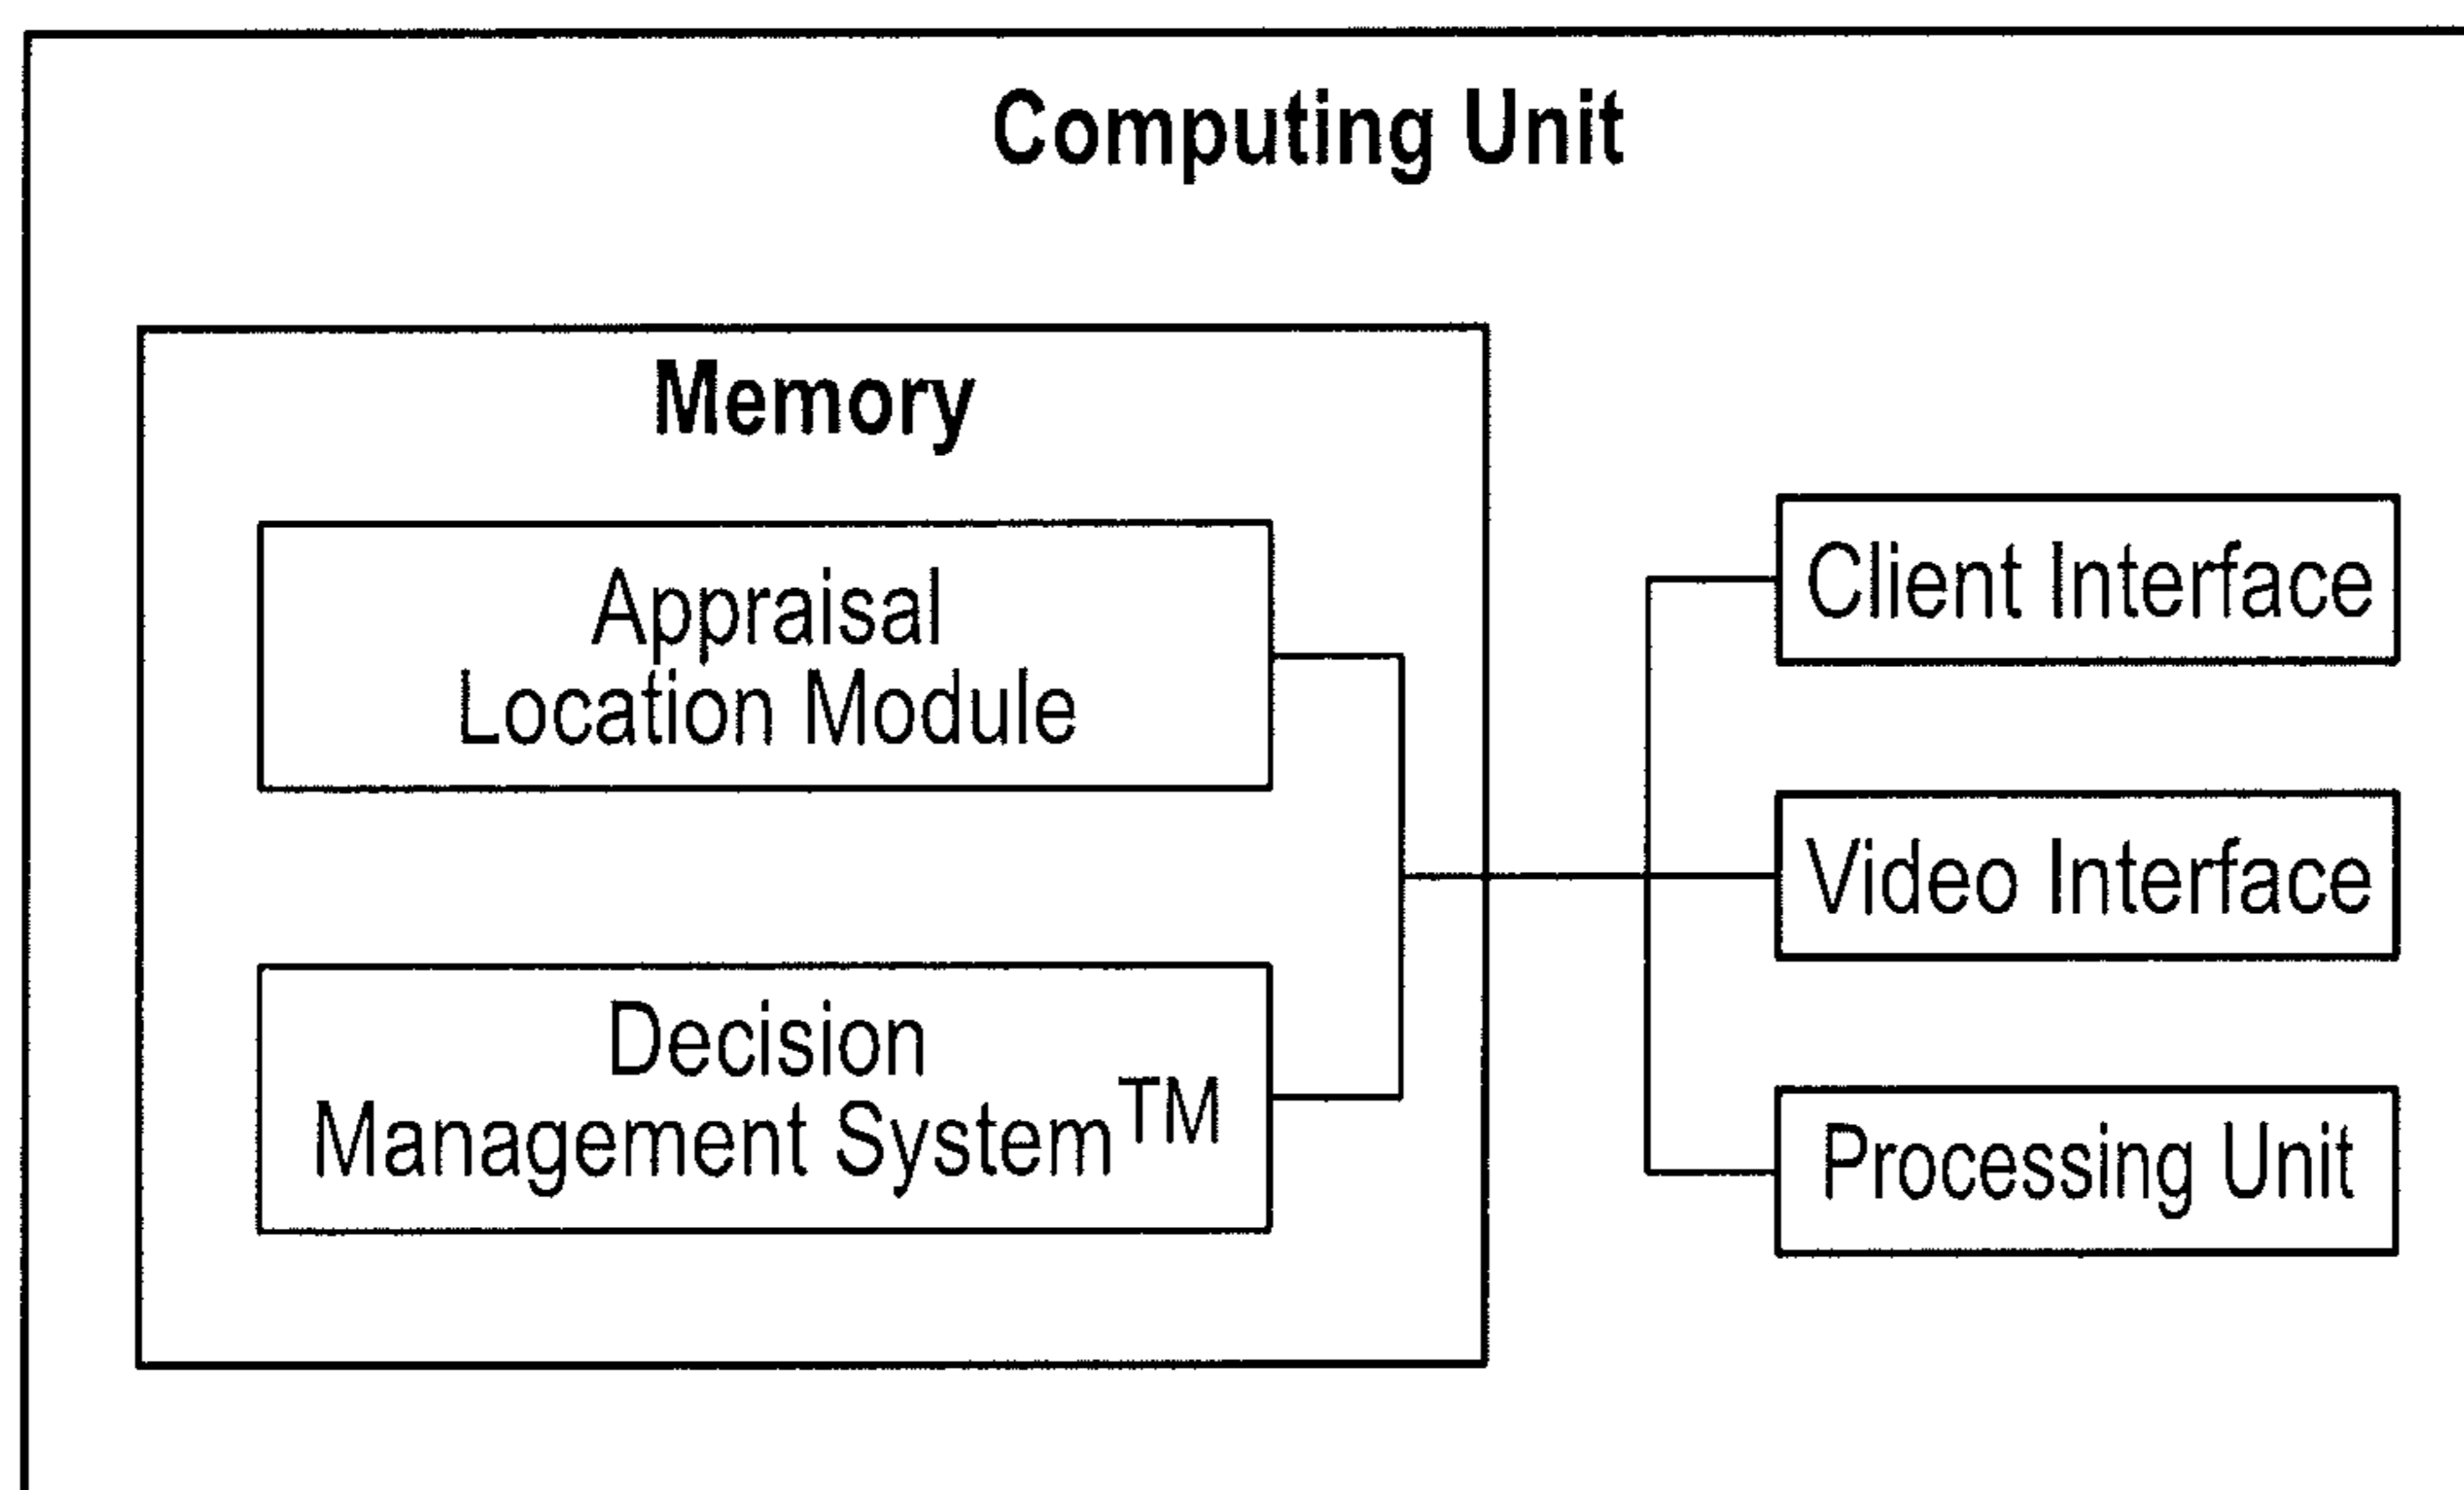 Computing Unit
Memory
Appraisal
Location Module
Decision
Management System™
Client Interface
Video Interface
Processing Unit